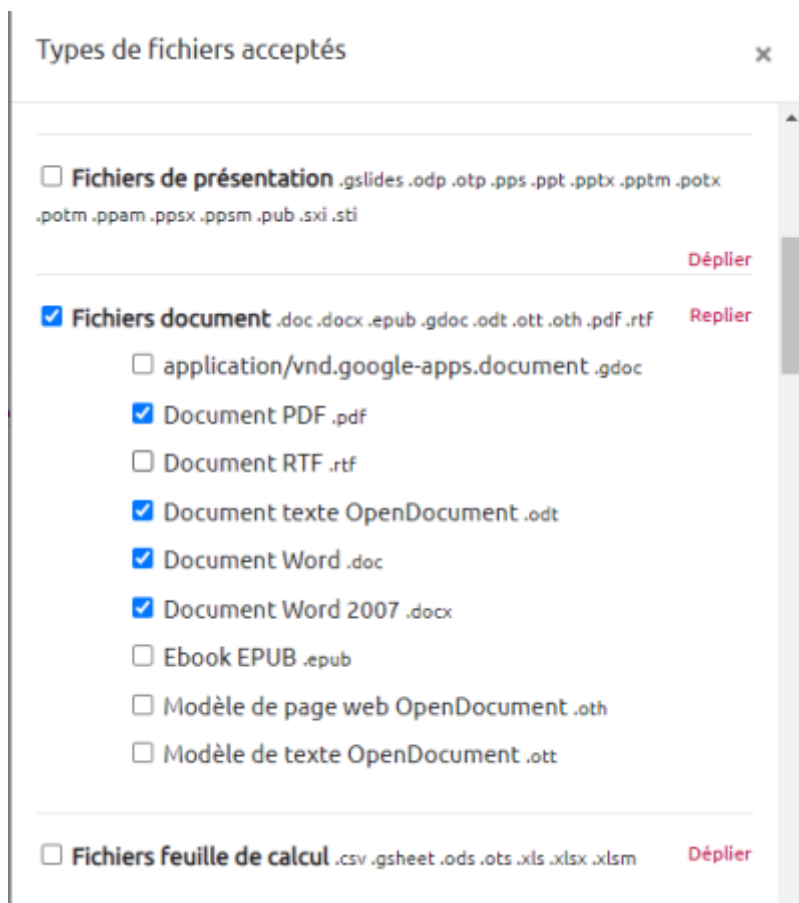 Types de fichiers acceptés
×
Fichiers de présentation .gslides .odp .otp .pps .ppt .pptx .pptm .potx
.potm .ppam .ppsx .ppsm .pub .sxi .sti
Déplier
Fichiers document .doc .docx .epub .gdoc .odt .ott .oth .pdf .rtf Replier
application/vnd.google-apps.document .gdoc
Document PDF .pdf
Document RTF .rtf
Document texte OpenDocument .odt
Document Word .doc
Document Word 2007 .docx
Ebook EPUB .epub
Modèle de page web OpenDocument .oth
Modèle de texte OpenDocument .ott
Fichiers feuille de calcul .csv .gsheet .ods .ots .xls .xlsx .xlsm Déplier